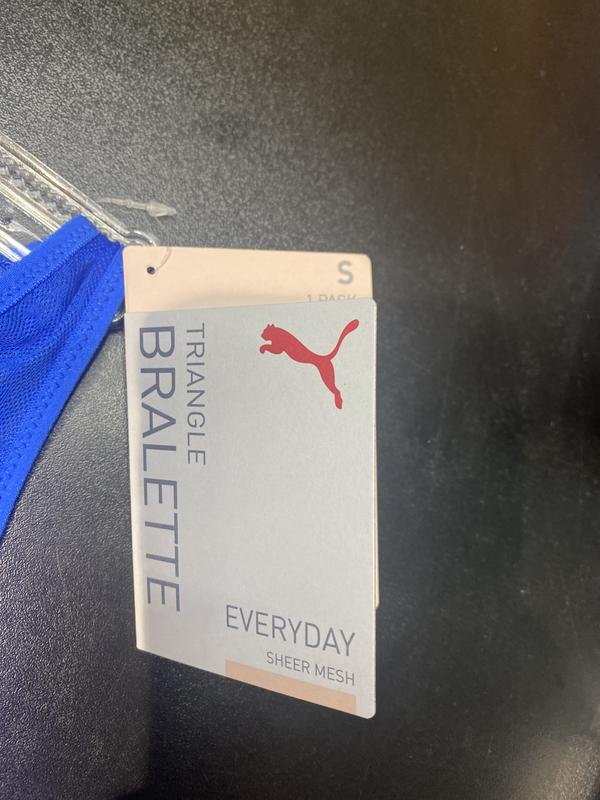 S
1 PACK
TRIANGLE
BRALETTE
EVERYDAY
SHEER MESH